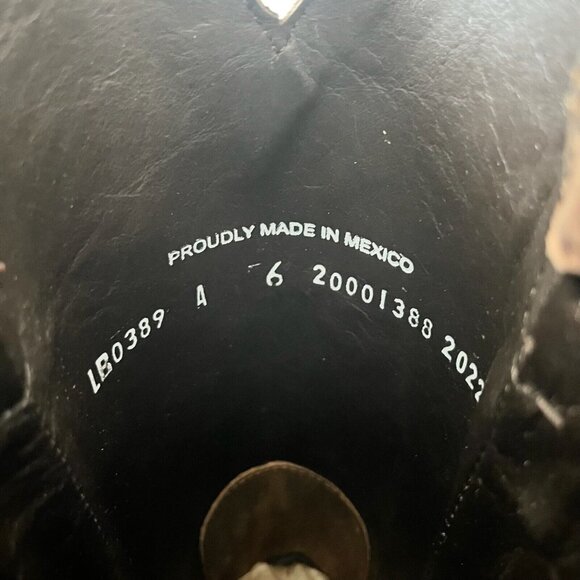 PROUDLY MADE IN MEXICO
LB0389 A 6 20001388 2022